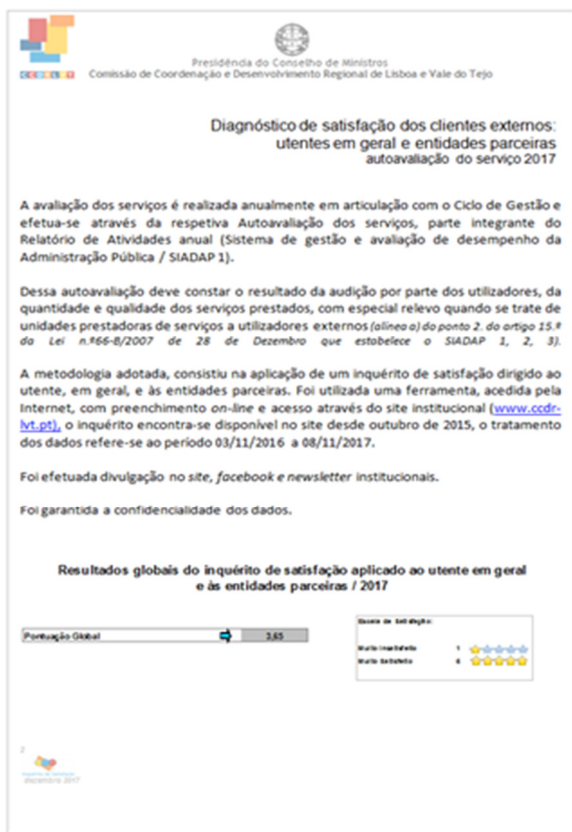 CCDRLVT
Presidência do Conselho de Ministros
Comissão de Coordenação e Desenvolvimento Regional de Lisboa e Vale do Tejo
Diagnóstico de satisfação dos clientes externos:
utentes em geral e entidades parceiras
autoavaliação do serviço 2017
A avaliação dos serviços é realizada anualmente em articulação com o Ciclo de Gestão e
efetua-se através da respetiva Autoavaliação dos serviços, parte integrante do
Relatório de Atividades anual (Sistema de gestão e avaliação de desempenho da
Administração Pública / SIADAP 1).
Dessa autoavaliação deve constar o resultado da audição por parte dos utilizadores, da
quantidade e qualidade dos serviços prestados, com especial relevo quando se trate de
unidades prestadoras de serviços a utilizadores externos (alínea a) do ponto 2. do artigo 15.º
da Lei n.º66-B/2007 de 28 de Dezembro que estabelece o SIADAP 1, 2, 3).
A metodologia adotada, consistiu na aplicação de um inquérito de satisfação dirigido ao
utente, em geral, e às entidades parceiras. Foi utilizada uma ferramenta, acedida pela
Internet, com preenchimento on-line e acesso através do site institucional (www.ccdr-
lvt.pt), o inquérito encontra-se disponível no site desde outubro de 2015, o tratamento
dos dados refere-se ao período 03/11/2016 a 08/11/2017.
Foi efetuada divulgação no site, facebook e newsletter institucionais.
Foi garantida a confidencialidade dos dados.
Resultados globais do inquérito de satisfação aplicado ao utente em geral
e às entidades parceiras / 2017
Pontuação Global 3,65
Escala de Satisfação:
Muito Insatisfeito 1
Muito Satisfeito
Inquérito de Satisfação
dezembro 2017